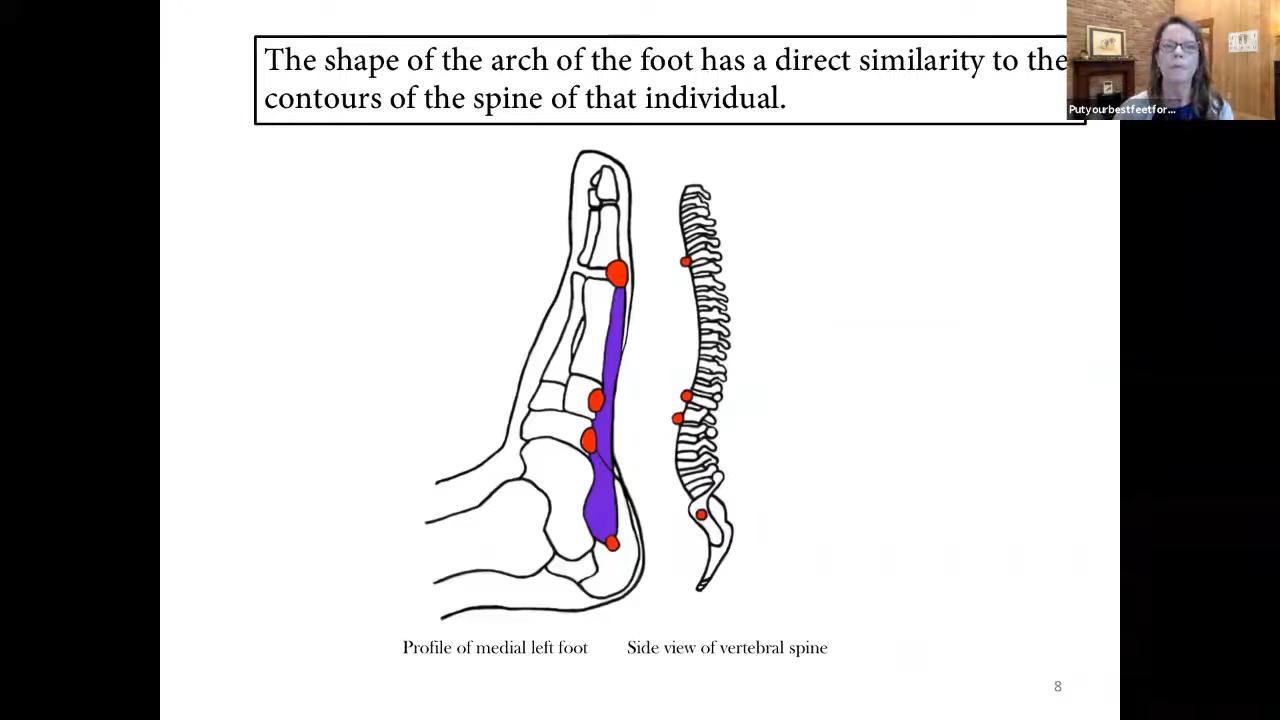 The shape of the arch of the foot has a direct similarity to the
contours of the spine of that individual.
Putyourbestfeetfor...
Profile of medial left foot
Side view of vertebral spine
8